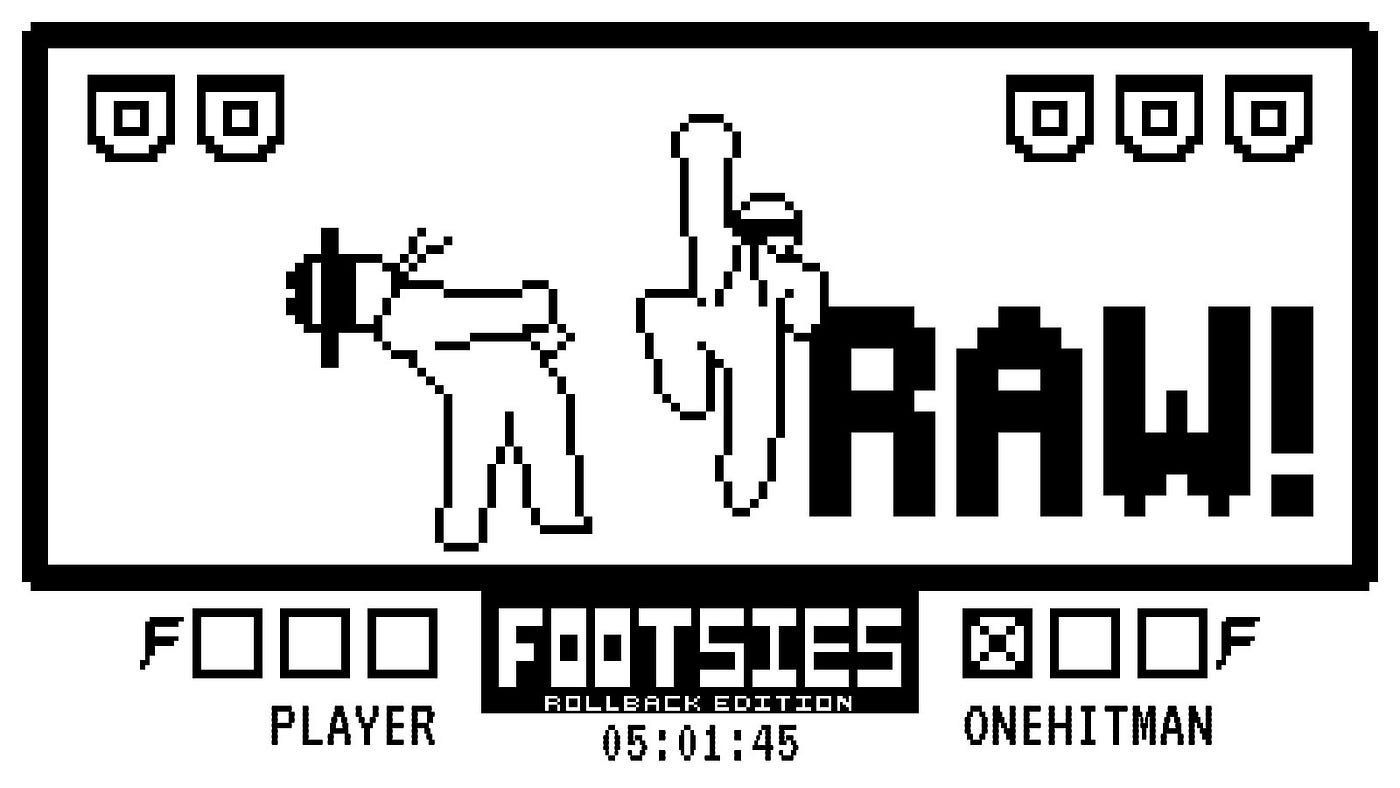 RAW!
F
FOOTSIES
F
ROLLBACK EDITION
PLAYER
05:01:45
ONEHITMAN